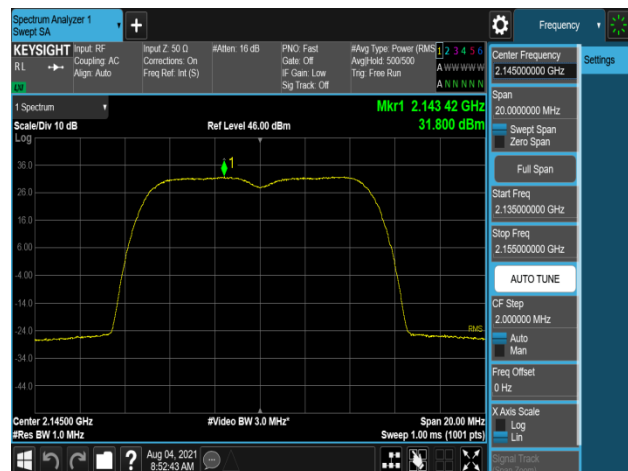 Spectrum Analyzer 1
Swept SA
+
Frequency
KEYSIGHT
RL
LXI
Input: RF
Coupling: AC
Align: Auto
Input Z: 50 Ω
Corrections: On
Freq Ref: Int (S)
#Atten: 16 dB
PNO: Fast
Gate: Off
IF Gain: Low
Sig Track: Off
#Avg Type: Power (RMS
Avg|Hold: 500/500
Trig: Free Run
1 2 3 4 5 6
A W W W W W
A N N N N N
1 Spectrum
Scale/Div 10 dB
Log
Ref Level 46.00 dBm
Mkr1 2.143 42 GHz
31.800 dBm
1
36.0
26.0
16.0
6.00
-4.00
-14.0
-24.0
-34.0
-44.0
RMS
Center 2.14500 GHz
#Res BW 1.0 MHz
#Video BW 3.0 MHz*
Span 20.00 MHz
Sweep 1.00 ms (1001 pts)
Aug 04, 2021
8:52:43 AM
Center Frequency
2.145000000 GHz
Settings
Span
20.0000000 MHz
Swept Span
Zero Span
Full Span
Start Freq
2.135000000 GHz
Stop Freq
2.155000000 GHz
AUTO TUNE
CF Step
2.000000 MHz
Auto
Man
Freq Offset
0 Hz
X Axis Scale
Log
Lin
Signal Track